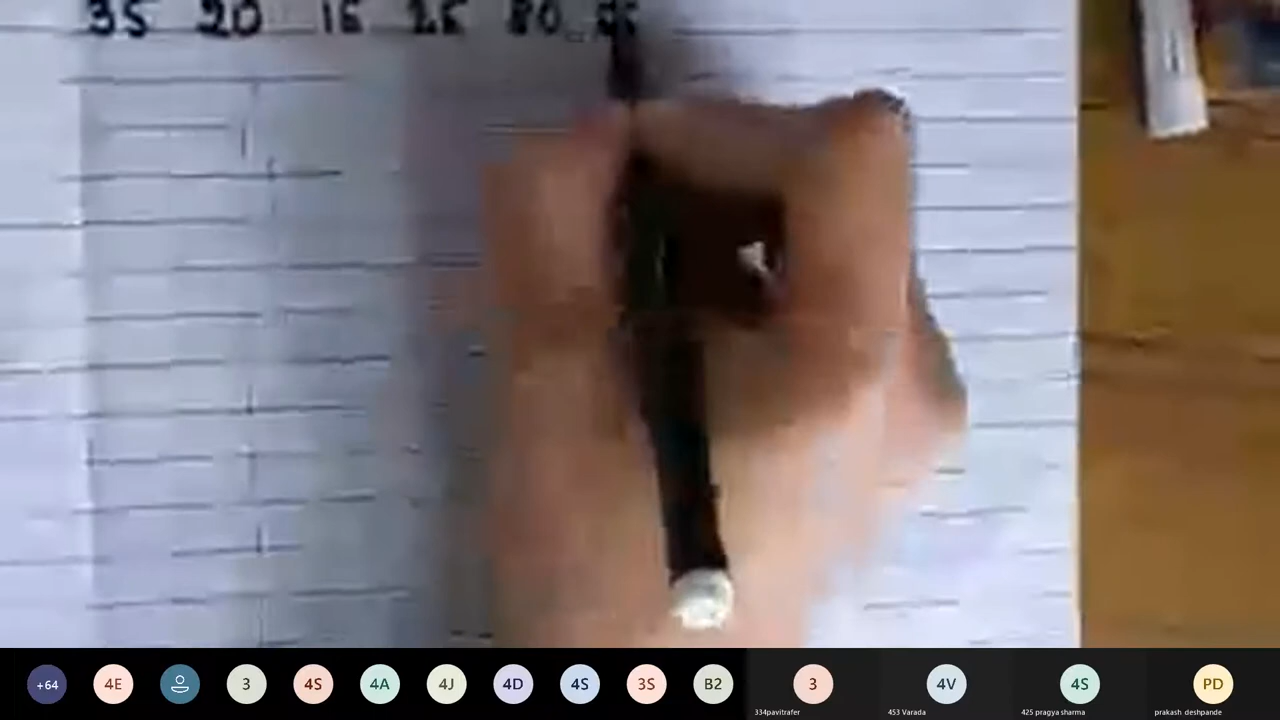 35 20 15 25 80
+64 4E 3 4S 4A 4J 4D 4S 3S B2 3 4V 4S PD
334pavitrafer 453 Varada 425 pragya sharma prakash deshpande